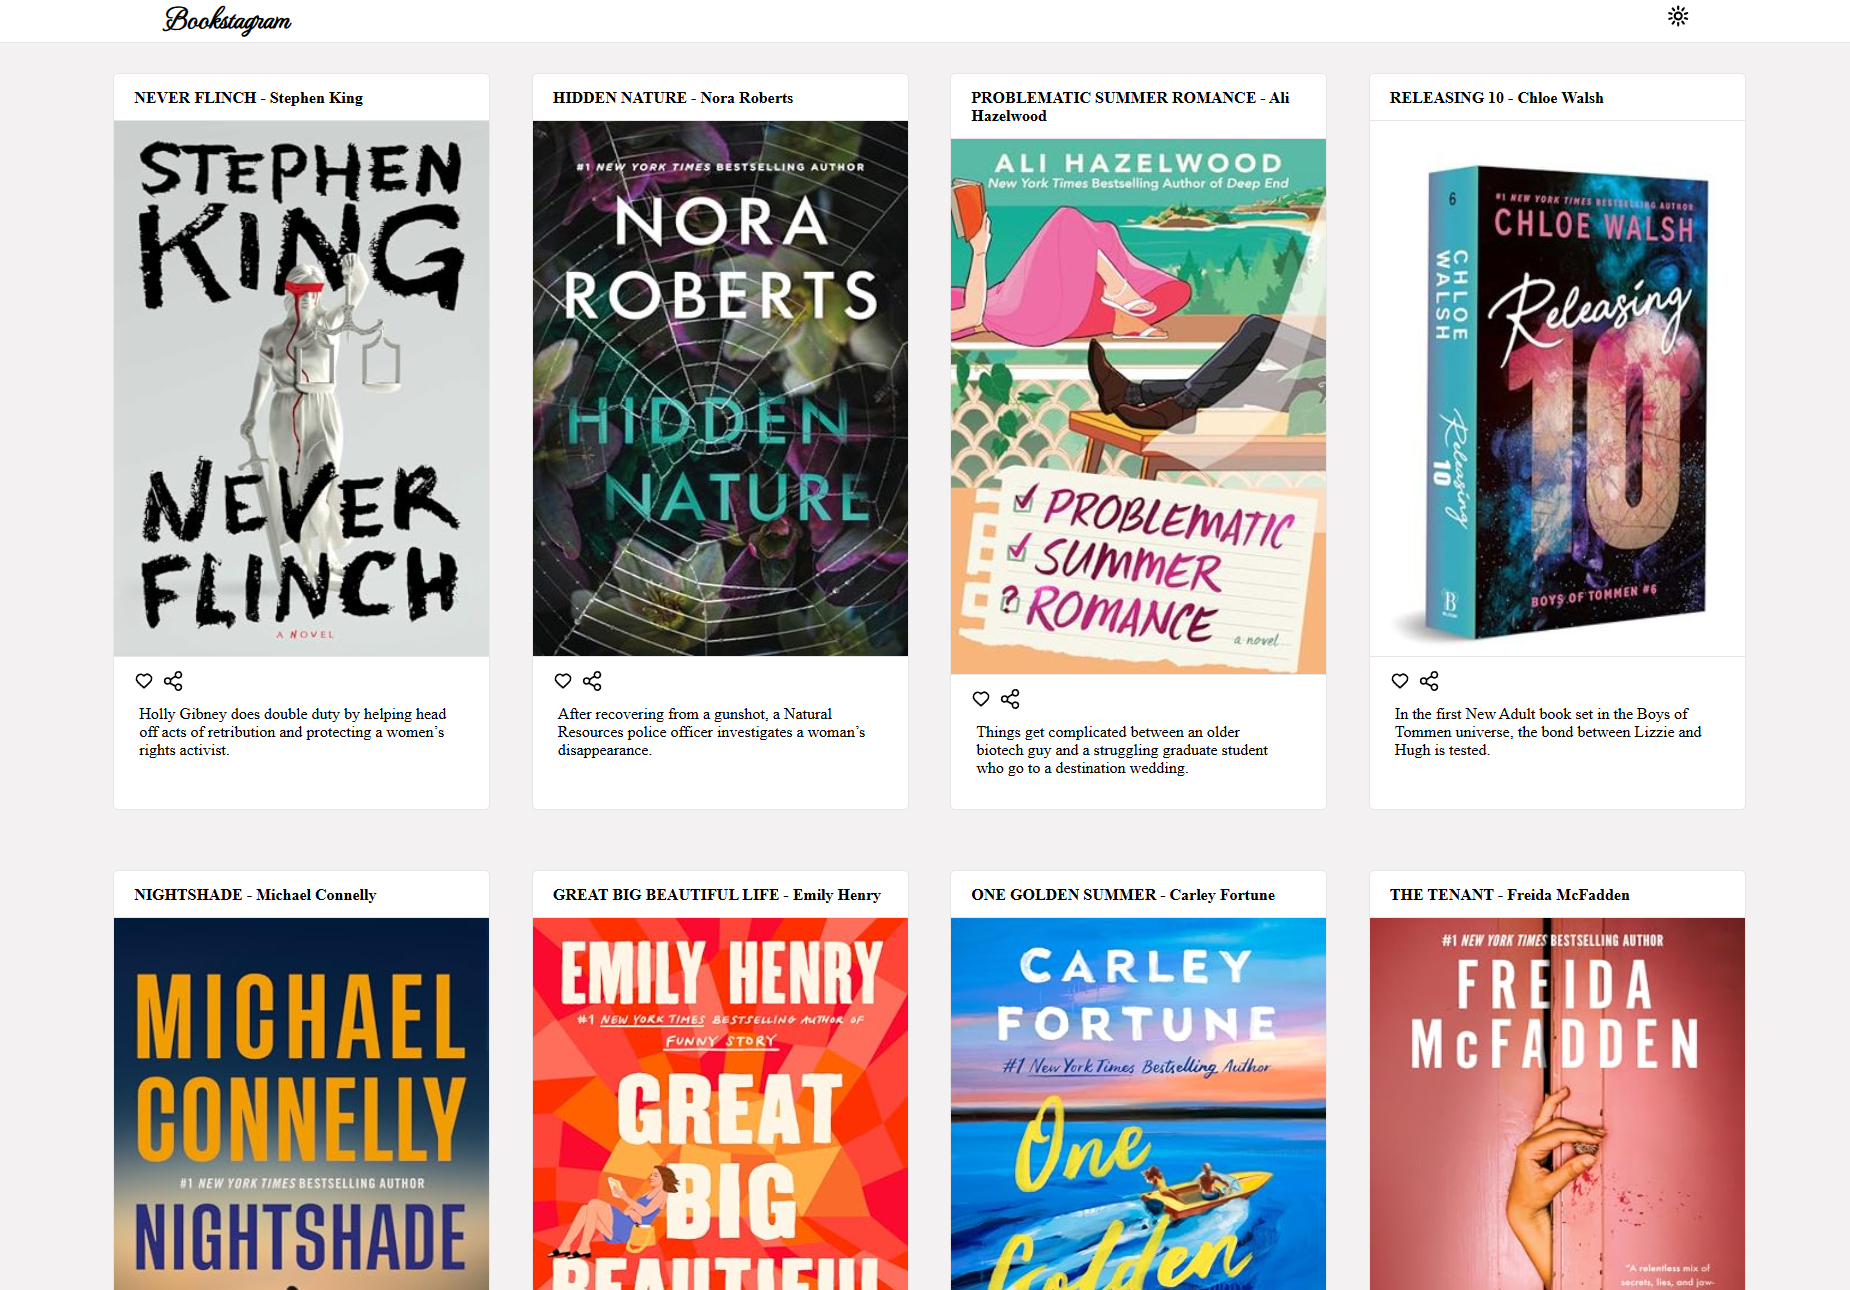 Bookstagram
NEVER FLINCH - Stephen King
STEPHEN
KING
NEVER
FLINCH
A NOVEL
Holly Gibney does double duty by helping head
off acts of retribution and protecting a women’s
rights activist.
HIDDEN NATURE - Nora Roberts
#1 NEW YORK TIMES BESTSELLING AUTHOR
NORA
ROBERTS
HIDDEN
NATURE
After recovering from a gunshot, a Natural
Resources police officer investigates a woman’s
disappearance.
PROBLEMATIC SUMMER ROMANCE - Ali
Hazelwood
ALI HAZELWOOD
New York Times Bestselling Author of Deep End
PROBLEMATIC
SUMMER
? ROMANCE
a novel
Things get complicated between an older
biotech guy and a struggling graduate student
who go to a destination wedding.
RELEASING 10 - Chloe Walsh
6
CHLOE
WALSH
Releasing
10
B
BLOOM
#1 NEW YORK TIMES BESTSELLING AUTHOR
CHLOE WALSH
Releasing
10
BOYS OF TOMMEN #6
In the first New Adult book set in the Boys of
Tommen universe, the bond between Lizzie and
Hugh is tested.
NIGHTSHADE - Michael Connelly
MICHAEL
CONNELLY
#1 NEW YORK TIMES BESTSELLING AUTHOR
NIGHTSHADE
GREAT BIG BEAUTIFUL LIFE - Emily Henry
EMILY HENRY
#1 NEW YORK TIMES BESTSELLING AUTHOR OF
FUNNY STORY
GREAT
BIG
BEAUTIFUL
ONE GOLDEN SUMMER - Carley Fortune
CARLEY
FORTUNE
#1 New York Times Bestselling Author
One
Golden
THE TENANT - Freida McFadden
#1 NEW YORK TIMES BESTSELLING AUTHOR
FREIDA
McFADDEN
"A relentless mix of
secrets, lies, and jaw-